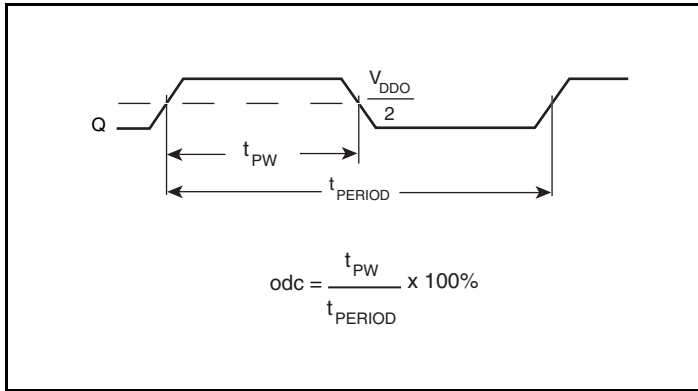 V_DDO
2
Q
t_PW
t_PERIOD
odc = t_PW / t_PERIOD x 100%